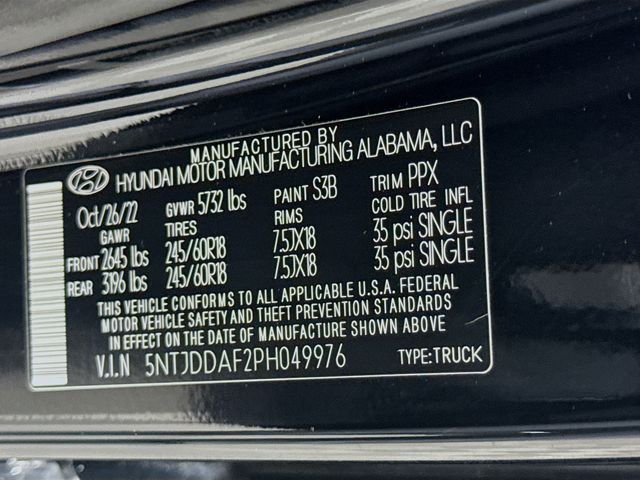 MANUFACTURED BY
HYUNDAI MOTOR MANUFACTURING ALABAMA, LLC
Oct/26/22 GVWR 5732 lbs PAINT S3B TRIM PPX
GAWR TIRES RIMS COLD TIRE INFL
FRONT 2645 lbs 245/60R18 7.5JX18 35 psi SINGLE
REAR 3196 lbs 245/60R18 7.5JX18 35 psi SINGLE
THIS VEHICLE CONFORMS TO ALL APPLICABLE U.S.A. FEDERAL
MOTOR VEHICLE SAFETY AND THEFT PREVENTION STANDARDS
IN EFFECT ON THE DATE OF MANUFACTURE SHOWN ABOVE
V.I.N 5NTJDDAF2PH049976 TYPE:TRUCK